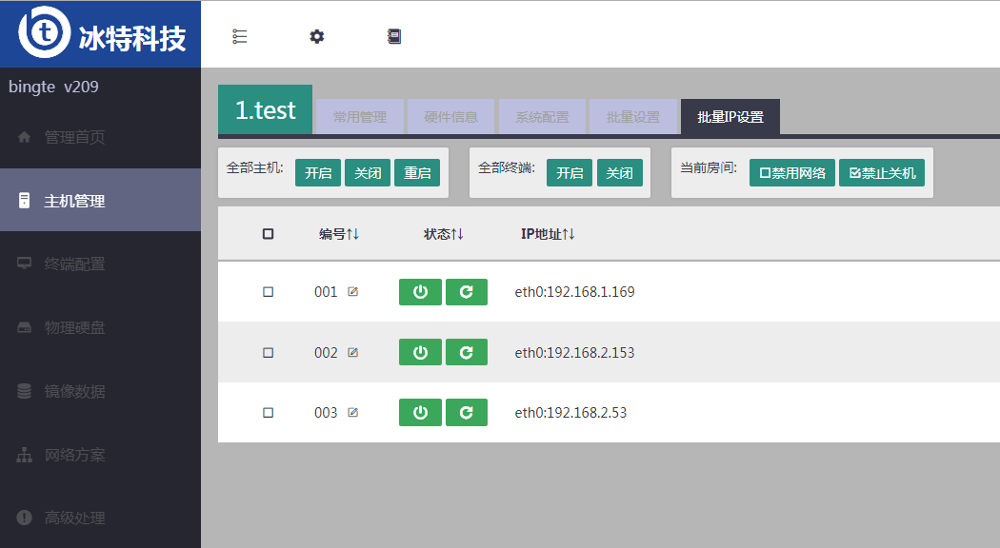 冰特科技
bingte v209
管理首页
主机管理
终端配置
物理硬盘
镜像数据
网络方案
高级处理
1.test 常用管理 硬件信息 系统配置 批量设置 批量IP设置
全部主机: 开启 关闭 重启 全部终端: 开启 关闭 当前房间: 禁用网络 禁止关机
编号↑↓ 状态↑↓ IP地址↑↓
001 eth0:192.168.1.169
002 eth0:192.168.2.153
003 eth0:192.168.2.53